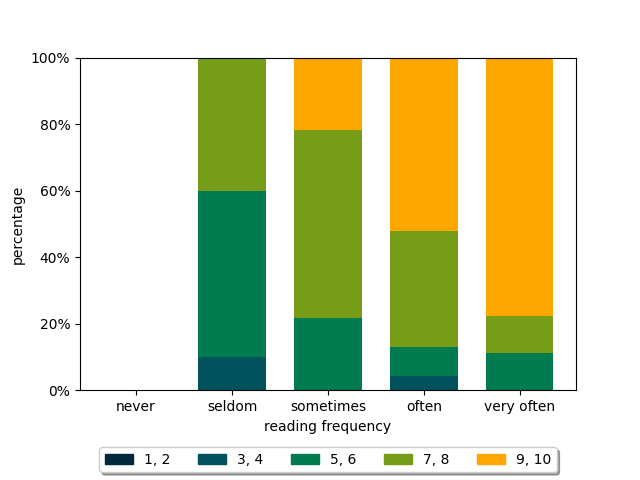 100%
80%
60%
40%
20%
0%
percentage
never seldom sometimes often very often
reading frequency
1, 2 3, 4 5, 6 7, 8 9, 10